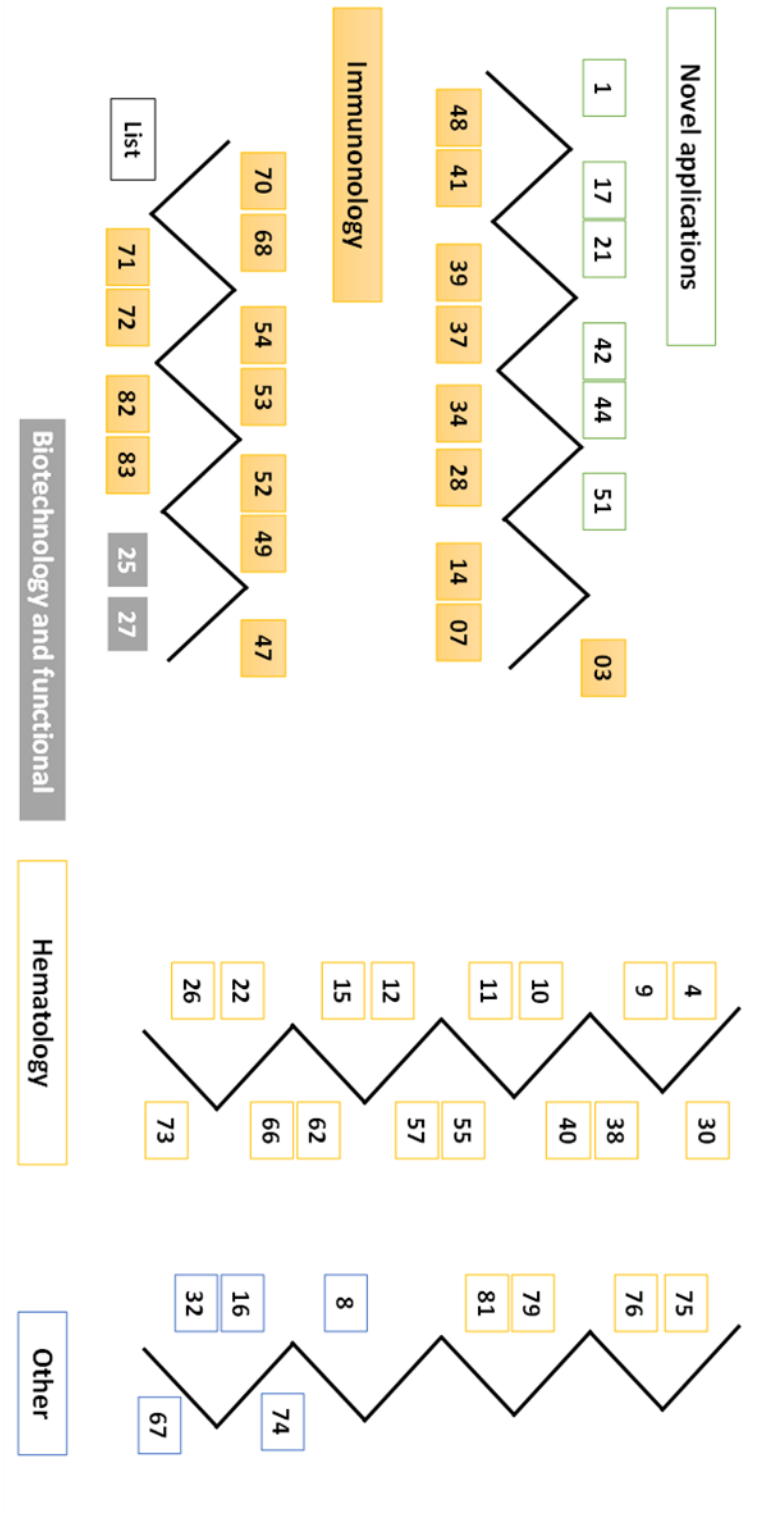 Novel applications
1 17 21 42 44 51 03
48 41 39 37 34 28 14 07
Immunonology
70 68 54 53 52 49 47
List 71 72 82 83 25 27
Biotechnology and functional
4
30
9
38
40
10
11
55
57
12
15
62
66
22
26
73
Hematology
75
76
79
81
8
74
16
32
67
Other